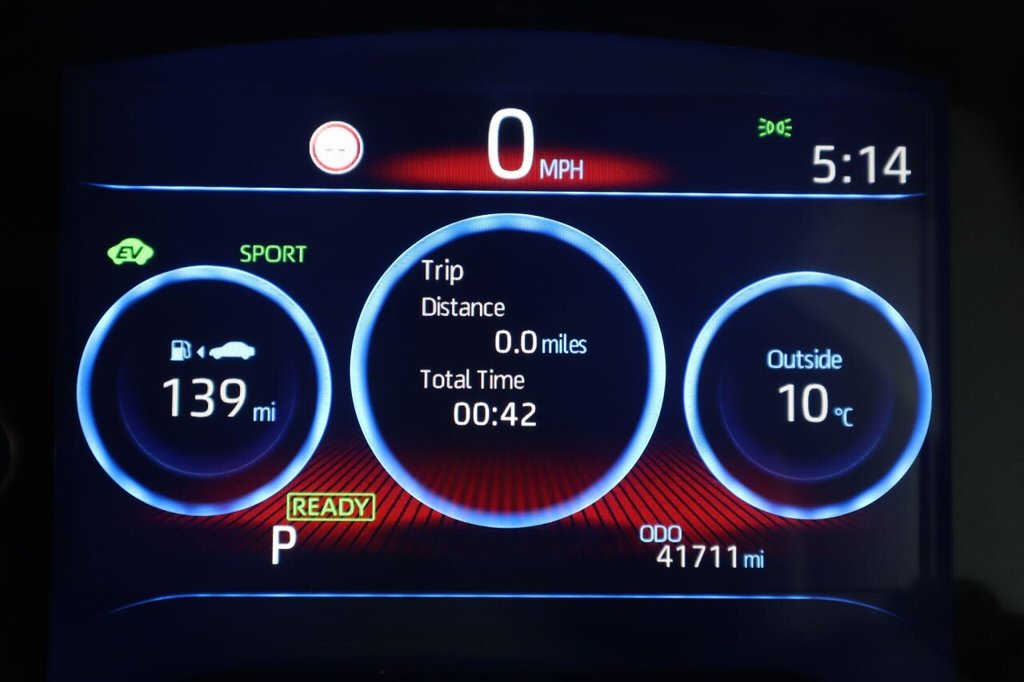 0 MPH
5:14
EV
SPORT
139 mi
Trip
Distance
0.0 miles
Total Time
00:42
Outside
10 °C
READY
P
ODO
41711 mi